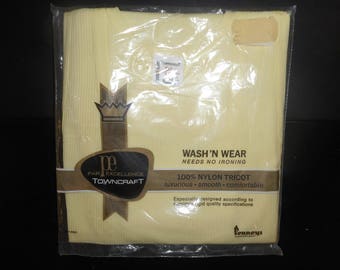 pe
PAR EXCELLENCE
TOWNCRAFT
WASH'N WEAR
NEEDS NO IRONING
100% NYLON TRICOT
luxurious • smooth • comfortable
Especially designed according to
rigid quality specifications
Penneys